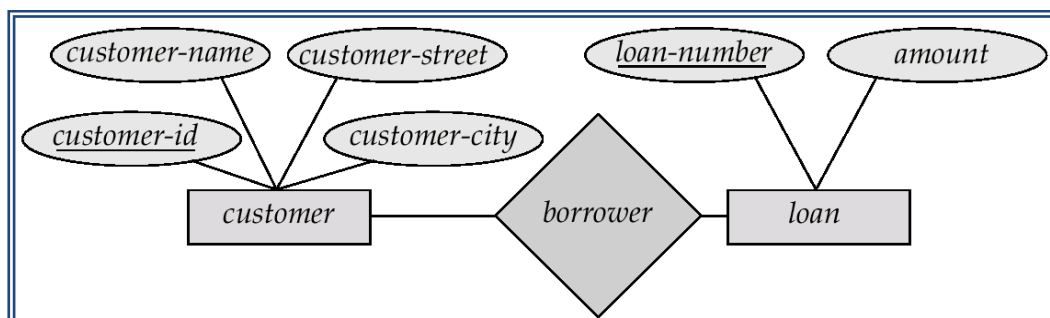 customer-name customer-street loan-number amount
customer-id customer-city
customer borrower loan